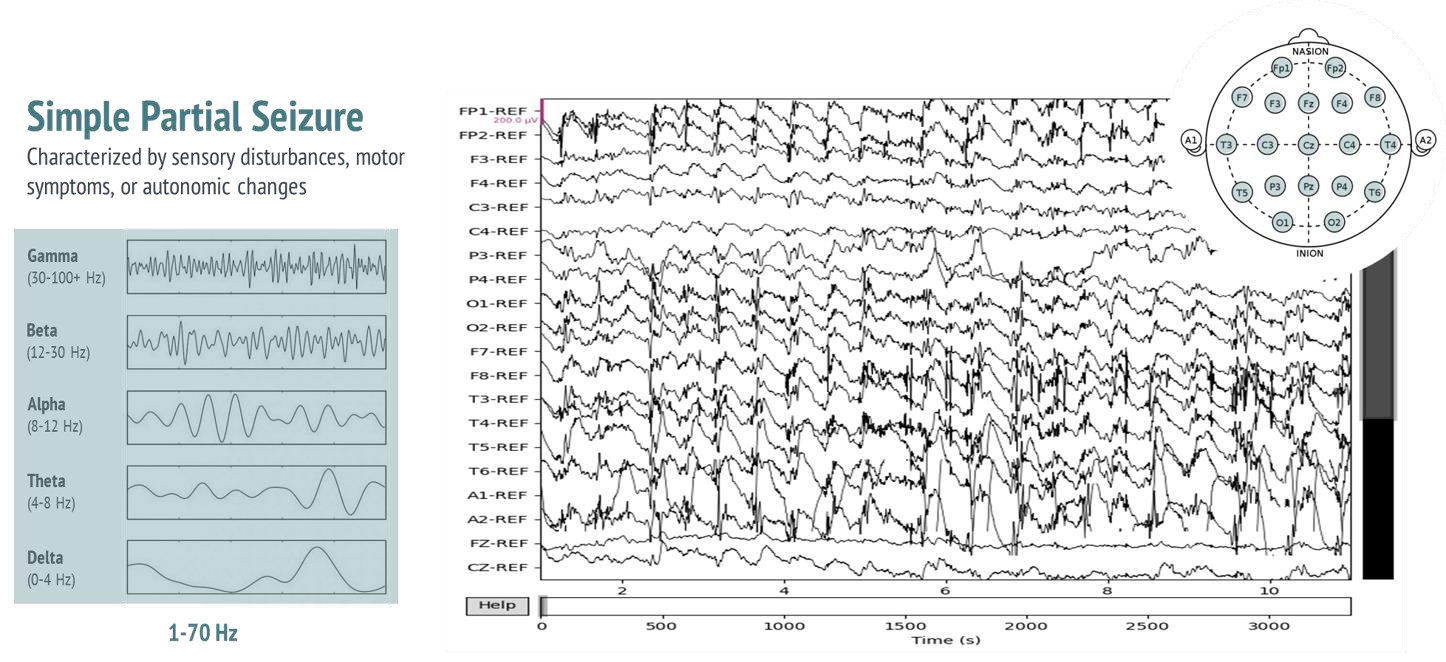 Simple Partial Seizure
Characterized by sensory disturbances, motor
symptoms, or autonomic changes
Gamma
(30-100+ Hz)
Beta
(12-30 Hz)
Alpha
(8-12 Hz)
Theta
(4-8 Hz)
Delta
(0-4 Hz)
1-70 Hz
FP1-REF
200.0 µV
FP2-REF
F3-REF
F4-REF
C3-REF
C4-REF
P3-REF
P4-REF
O1-REF
O2-REF
F7-REF
F8-REF
T3-REF
T4-REF
T5-REF
T6-REF
A1-REF
A2-REF
FZ-REF
CZ-REF
2 4 6 8 10
Help
0 500 1000 1500 2000 2500 3000
Time (s)
NASION
Fp1 Fp2
F7 F3 Fz F4 F8
A1 T3 C3 Cz C4 T4 A2
T5 P3 Pz P4 T6
O1 O2
INION